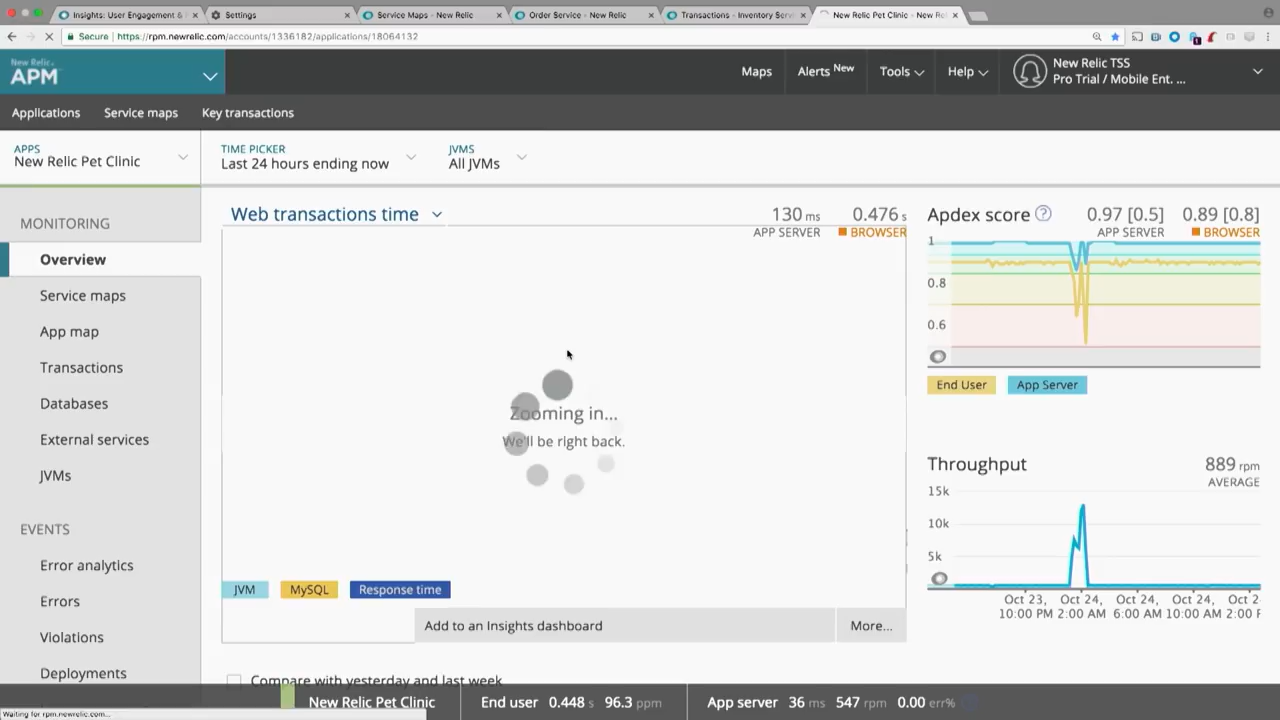 Insights: User Engagement &
Settings
Service Maps - New Relic
Order Service - New Relic
Transactions - Inventory Servi
New Relic Pet Clinic - New Re
Secure
https://rpm.newrelic.com/accounts/1336182/applications/18064132
New Relic
APM
Maps
Alerts New
Tools
Help
New Relic TSS
Pro Trial / Mobile Ent. ...
Applications
Service maps
Key transactions
APPS
New Relic Pet Clinic
TIME PICKER
Last 24 hours ending now
JVMS
All JVMs
MONITORING
Overview
Service maps
App map
Transactions
Databases
External services
JVMs
EVENTS
Error analytics
Errors
Violations
Deployments
Web transactions time
130 ms
APP SERVER
0.476 s
BROWSER
Zooming in...
We'll be right back.
JVM
MySQL
Response time
Add to an Insights dashboard
More...
Compare with yesterday and last week
Apdex score
0.97 [0.5]
APP SERVER
0.89 [0.8]
BROWSER
1
0.8
0.6
End User
App Server
Throughput
889 rpm
AVERAGE
15k
10k
5k
Oct 23, Oct 24, Oct 24, Oct 24, Oct 2
10:00 PM 2:00 AM 6:00 AM 10:00 AM 2:00 F
New Relic Pet Clinic
End user 0.448 s 96.3 ppm
App server 36 ms 547 rpm 0.00 err%
Waiting for rpm.newrelic.com...